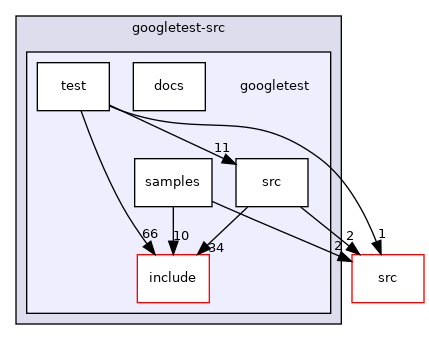 googletest-src
test
docs
googletest
11
samples
src
66
10
34
2
2
1
include
src